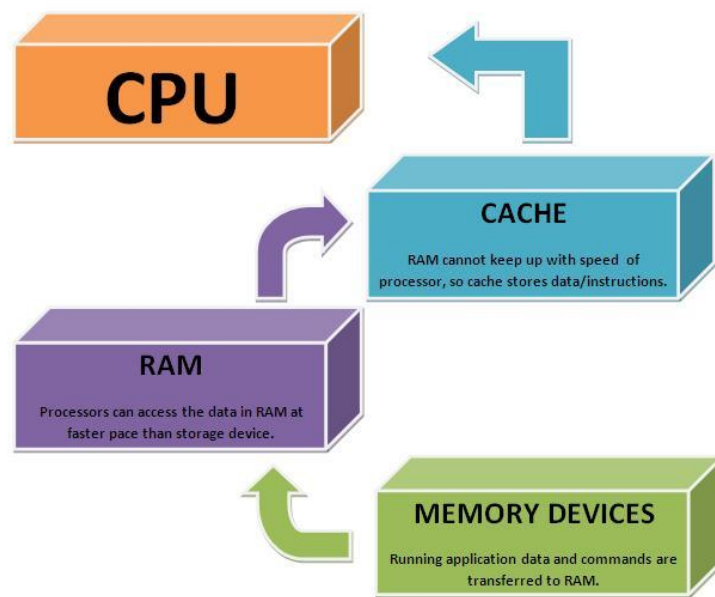 CPU
CACHE
RAM cannot keep up with speed of
processor, so cache stores data/instructions.
RAM
Processors can access the data in RAM at
faster pace than storage device.
MEMORY DEVICES
Running application data and commands are
transferred to RAM.